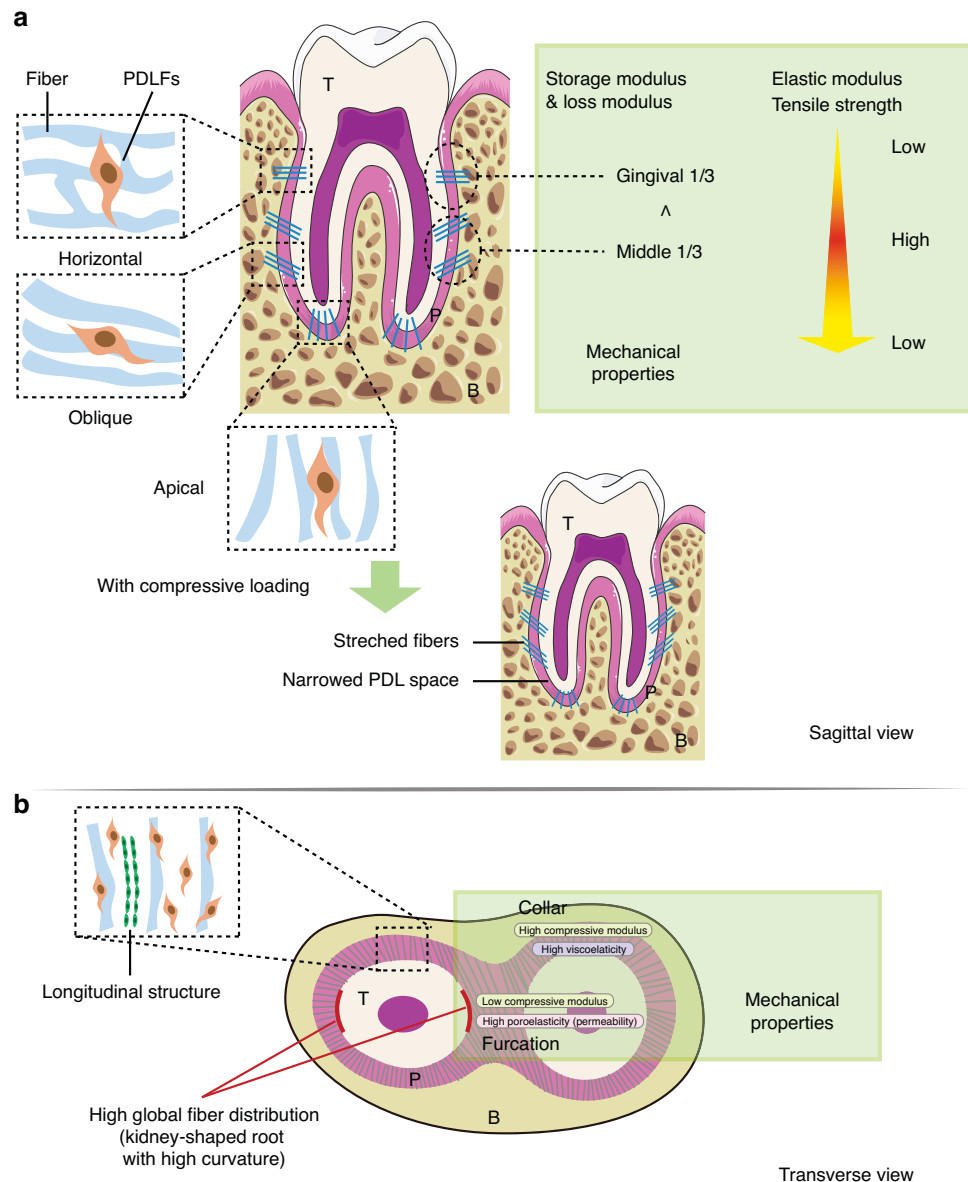 a
Fiber
PDLFs
Horizontal
Oblique
Apical
T
P
B
Storage modulus
& loss modulus
Elastic modulus
Tensile strength
Gingival 1/3
^
Middle 1/3
Low
High
Low
Mechanical
properties
With compressive loading
Streched fibers
Narrowed PDL space
T
P
B
Sagittal view
b
Longitudinal structure
Collar
High compressive modulus
High viscoelaticity
Low compressive modulus
High poroelasticity (permeability)
Furcation
Mechanical
properties
T
P
B
High global fiber distribution
(kidney-shaped root
with high curvature)
Transverse view